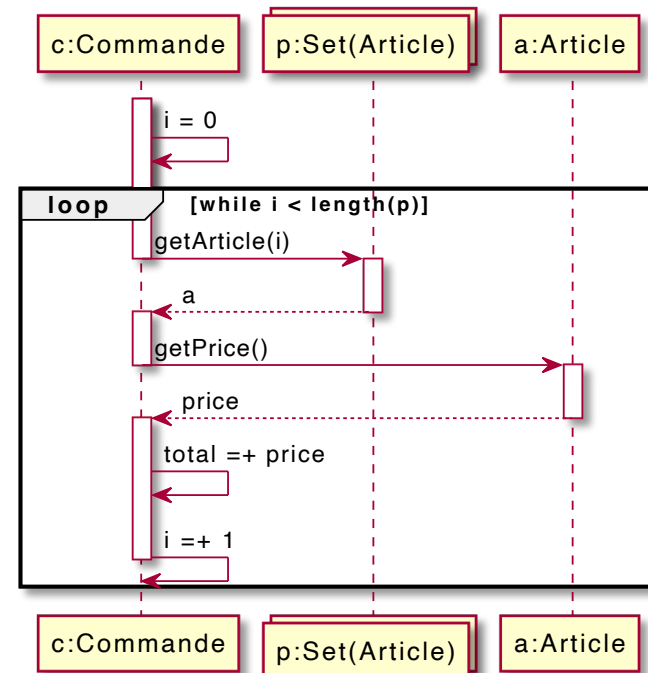 c:Commande p:Set(Article) a:Article
i = 0
loop [while i < length(p)]
getArticle(i)
a
getPrice()
price
total =+ price
i =+ 1
c:Commande p:Set(Article) a:Article